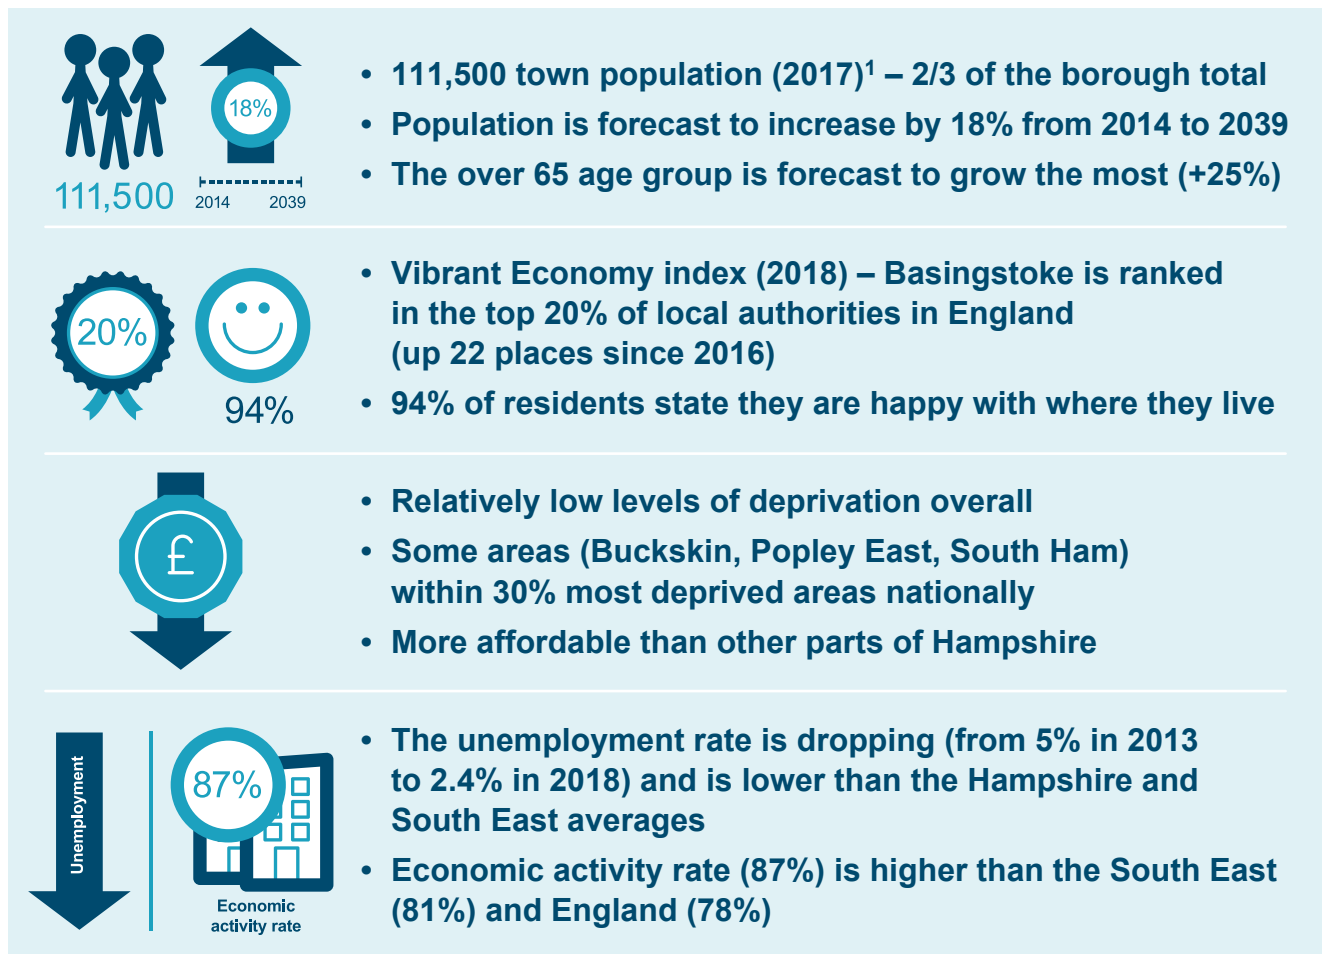 111,500
18%
2014 2039
• 111,500 town population (2017)¹ – 2/3 of the borough total
• Population is forecast to increase by 18% from 2014 to 2039
• The over 65 age group is forecast to grow the most (+25%)
20%
94%
• Vibrant Economy index (2018) – Basingstoke is ranked
in the top 20% of local authorities in England
(up 22 places since 2016)
• 94% of residents state they are happy with where they live
£
• Relatively low levels of deprivation overall
• Some areas (Buckskin, Popley East, South Ham)
within 30% most deprived areas nationally
• More affordable than other parts of Hampshire
Unemployment
87%
Economic
activity rate
• The unemployment rate is dropping (from 5% in 2013
to 2.4% in 2018) and is lower than the Hampshire and
South East averages
• Economic activity rate (87%) is higher than the South East
(81%) and England (78%)